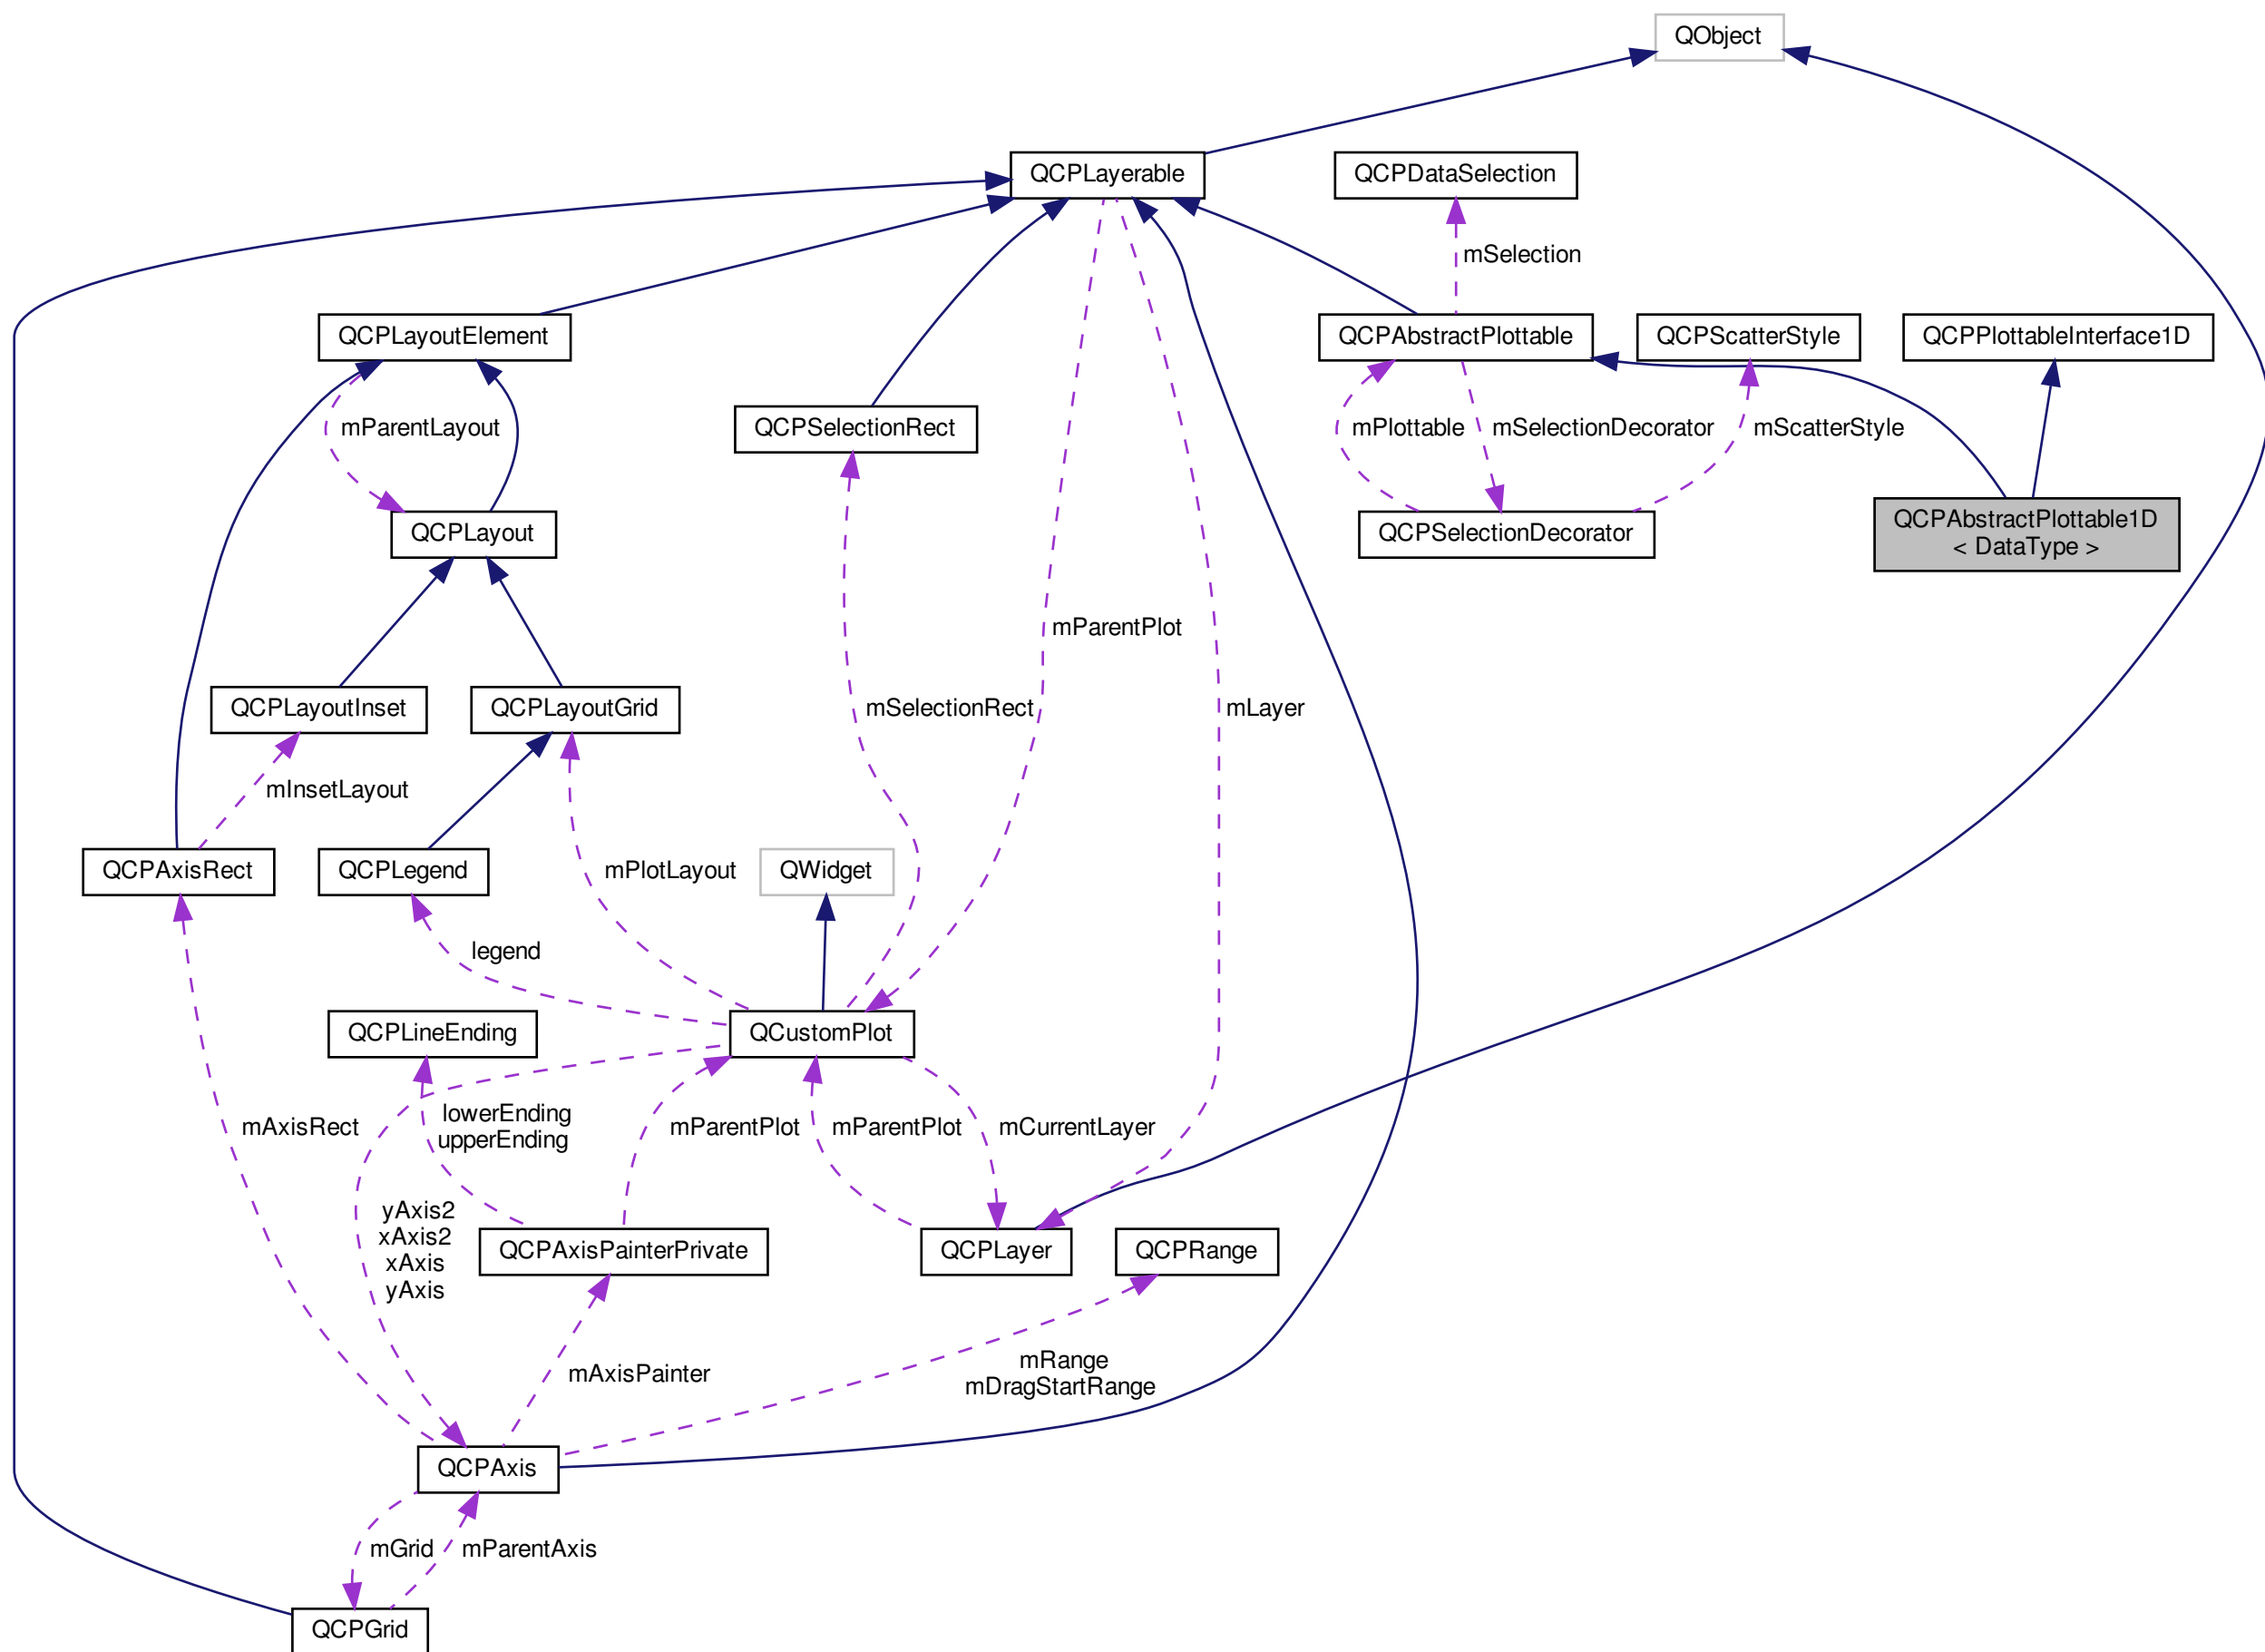 QObject
QCPLayerable
QCPDataSelection
mSelection
QCPLayoutElement
QCPAbstractPlottable
QCPScatterStyle
QCPPlottableInterface1D
mParentLayout
QCPSelectionRect
mPlottable
mSelectionDecorator
mScatterStyle
QCPLayout
QCPSelectionDecorator
QCPAbstractPlottable1D
< DataType >
mParentPlot
QCPLayoutInset
QCPLayoutGrid
mSelectionRect
mLayer
mInsetLayout
QCPAxisRect
QCPLegend
mPlotLayout
QWidget
legend
QCPLineEnding
QCustomPlot
mAxisRect
lowerEnding
upperEnding
mParentPlot
mParentPlot
mCurrentLayer
yAxis2
xAxis2
xAxis
yAxis
QCPAxisPainterPrivate
QCPLayer
QCPRange
mAxisPainter
mRange
mDragStartRange
QCPAxis
mGrid
mParentAxis
QCPGrid